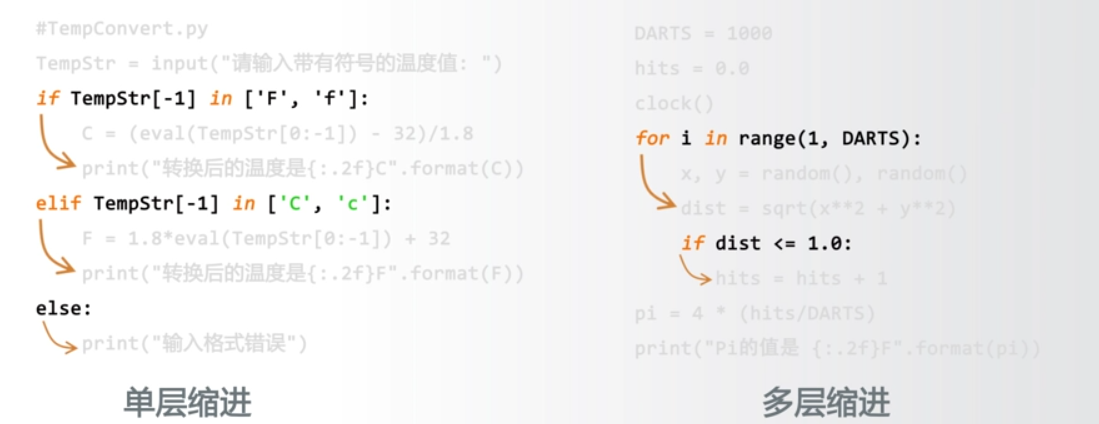 #TempConvert.py
TempStr = input("请输入带有符号的温度值: ")
if TempStr[-1] in ['F', 'f']:
    C = (eval(TempStr[0:-1]) - 32)/1.8
    print("转换后的温度是{:.2f}C".format(C))
elif TempStr[-1] in ['C', 'c']:
    F = 1.8*eval(TempStr[0:-1]) + 32
    print("转换后的温度是{:.2f}F".format(F))
else:
    print("输入格式错误")
单层缩进
DARTS = 1000
hits = 0.0
clock()
for i in range(1, DARTS):
    x, y = random(), random()
    dist = sqrt(x**2 + y**2)
    if dist <= 1.0:
        hits = hits + 1
pi = 4 * (hits/DARTS)
print("Pi的值是 {:.2f}F".format(pi))
多层缩进